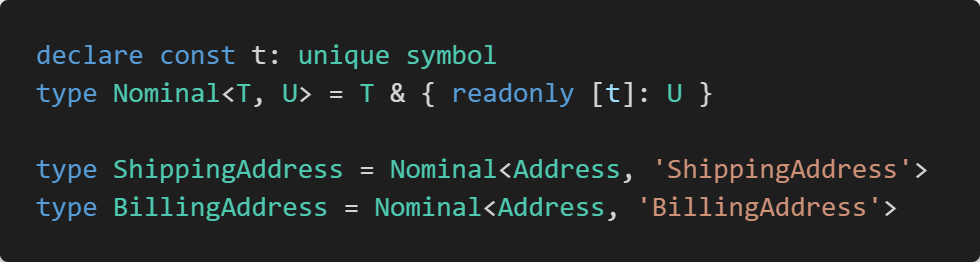 declare const t: unique symbol
type Nominal<T, U> = T & { readonly [t]: U }
type ShippingAddress = Nominal<Address, 'ShippingAddress'>
type BillingAddress = Nominal<Address, 'BillingAddress'>